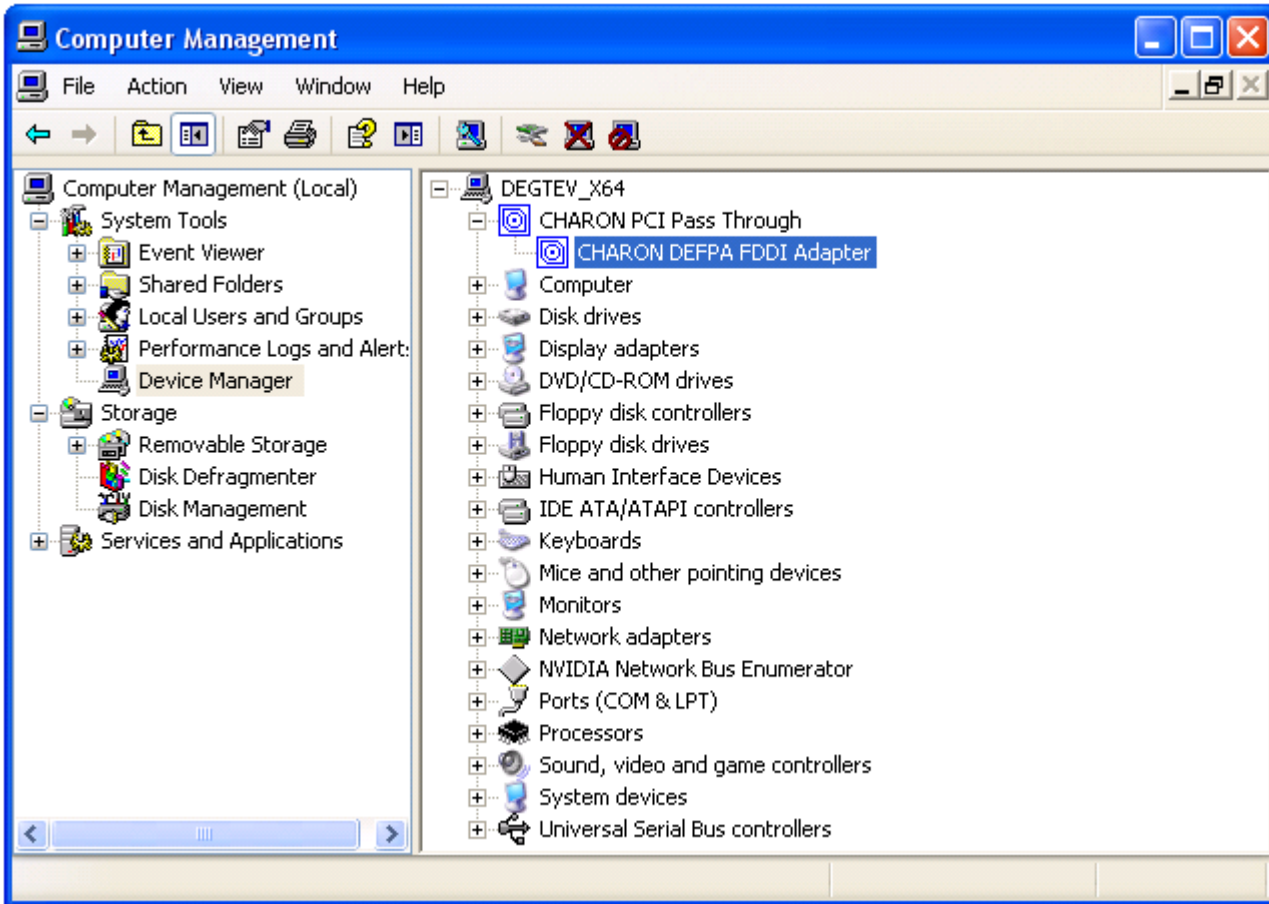 Computer Management
File Action View Window Help
Computer Management (Local)
System Tools
Event Viewer
Shared Folders
Local Users and Groups
Performance Logs and Alert:
Device Manager
Storage
Removable Storage
Disk Defragmenter
Disk Management
Services and Applications
DEGTEV_X64
CHARON PCI Pass Through
CHARON DEFPA FDDI Adapter
Computer
Disk drives
Display adapters
DVD/CD-ROM drives
Floppy disk controllers
Floppy disk drives
Human Interface Devices
IDE ATA/ATAPI controllers
Keyboards
Mice and other pointing devices
Monitors
Network adapters
NVIDIA Network Bus Enumerator
Ports (COM & LPT)
Processors
Sound, video and game controllers
System devices
Universal Serial Bus controllers